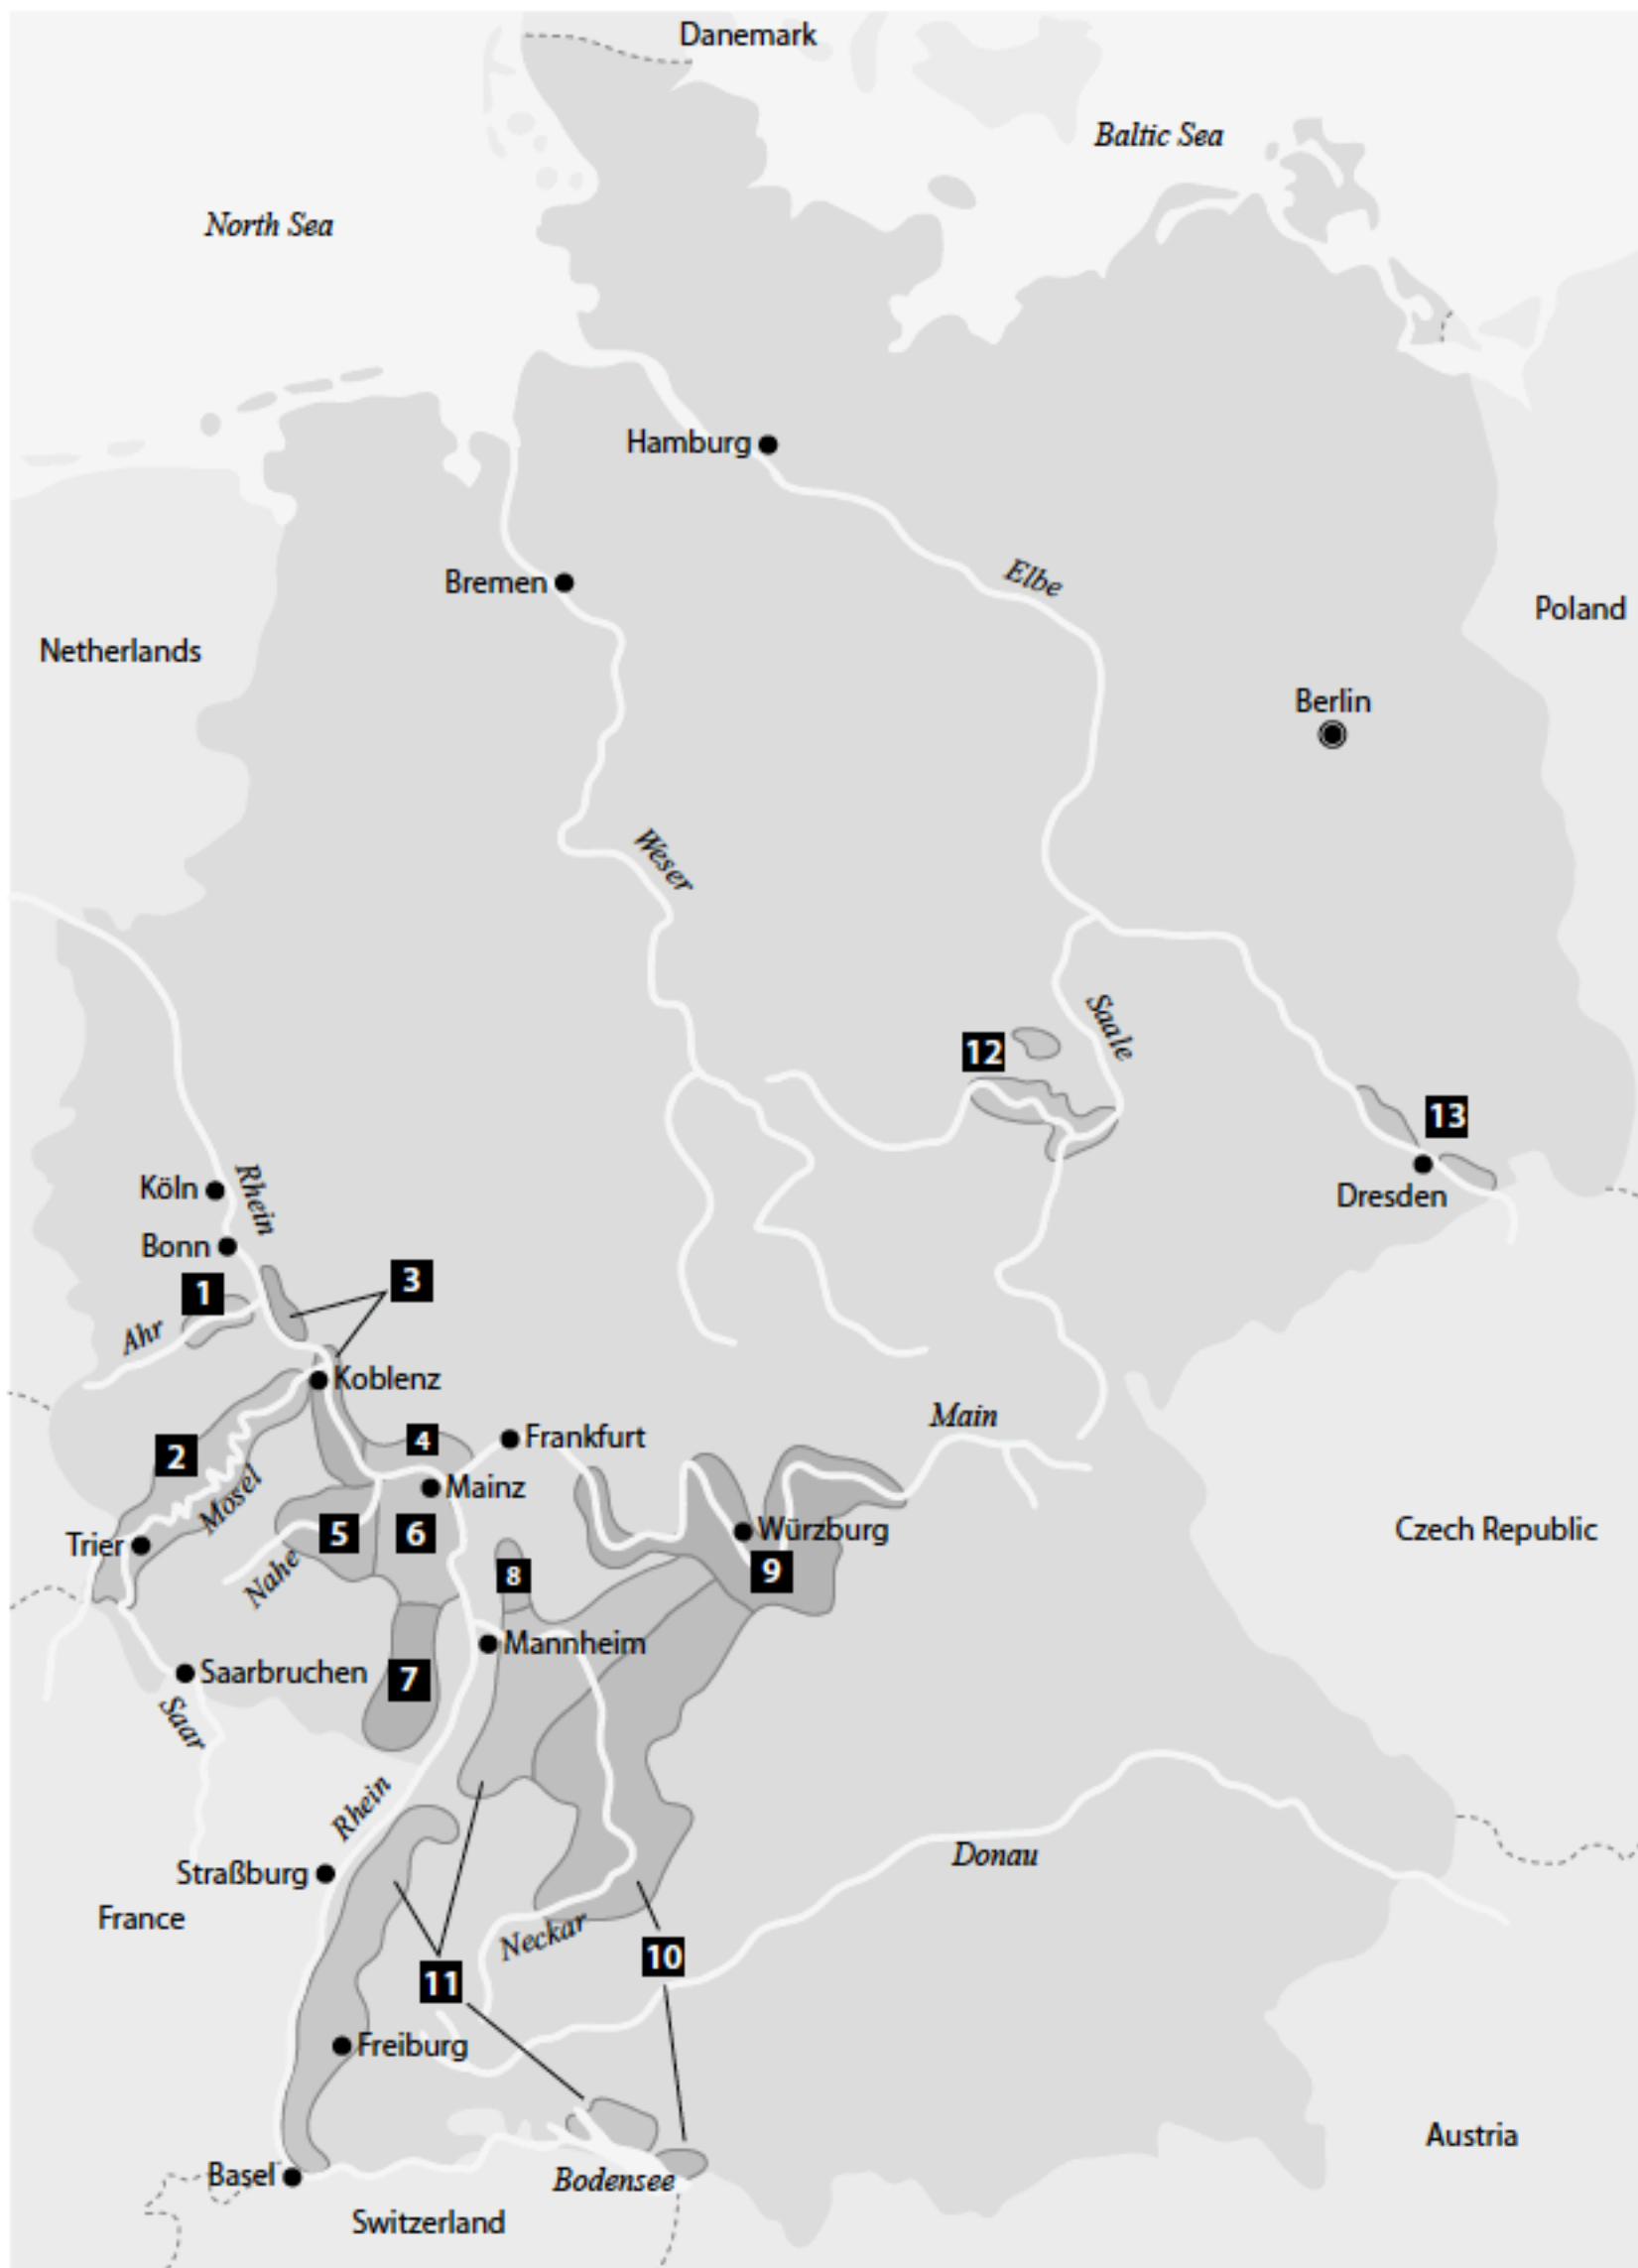 Danemark
Baltic Sea
North Sea
Hamburg
Bremen
Elbe
Poland
Netherlands
Berlin
Weser
Saale
12
13
Köln
Rhein
Dresden
Bonn
3
1
Ahr
Koblenz
Main
4
Frankfurt
2
Mainz
Mosel
Trier
5
6
Würzburg
Czech Republic
Nahe
8
9
Mannheim
Saarbruchen
7
Saar
Rhein
Donau
Straßburg
France
Neckar
10
11
Freiburg
Austria
Basel
Bodensee
Switzerland